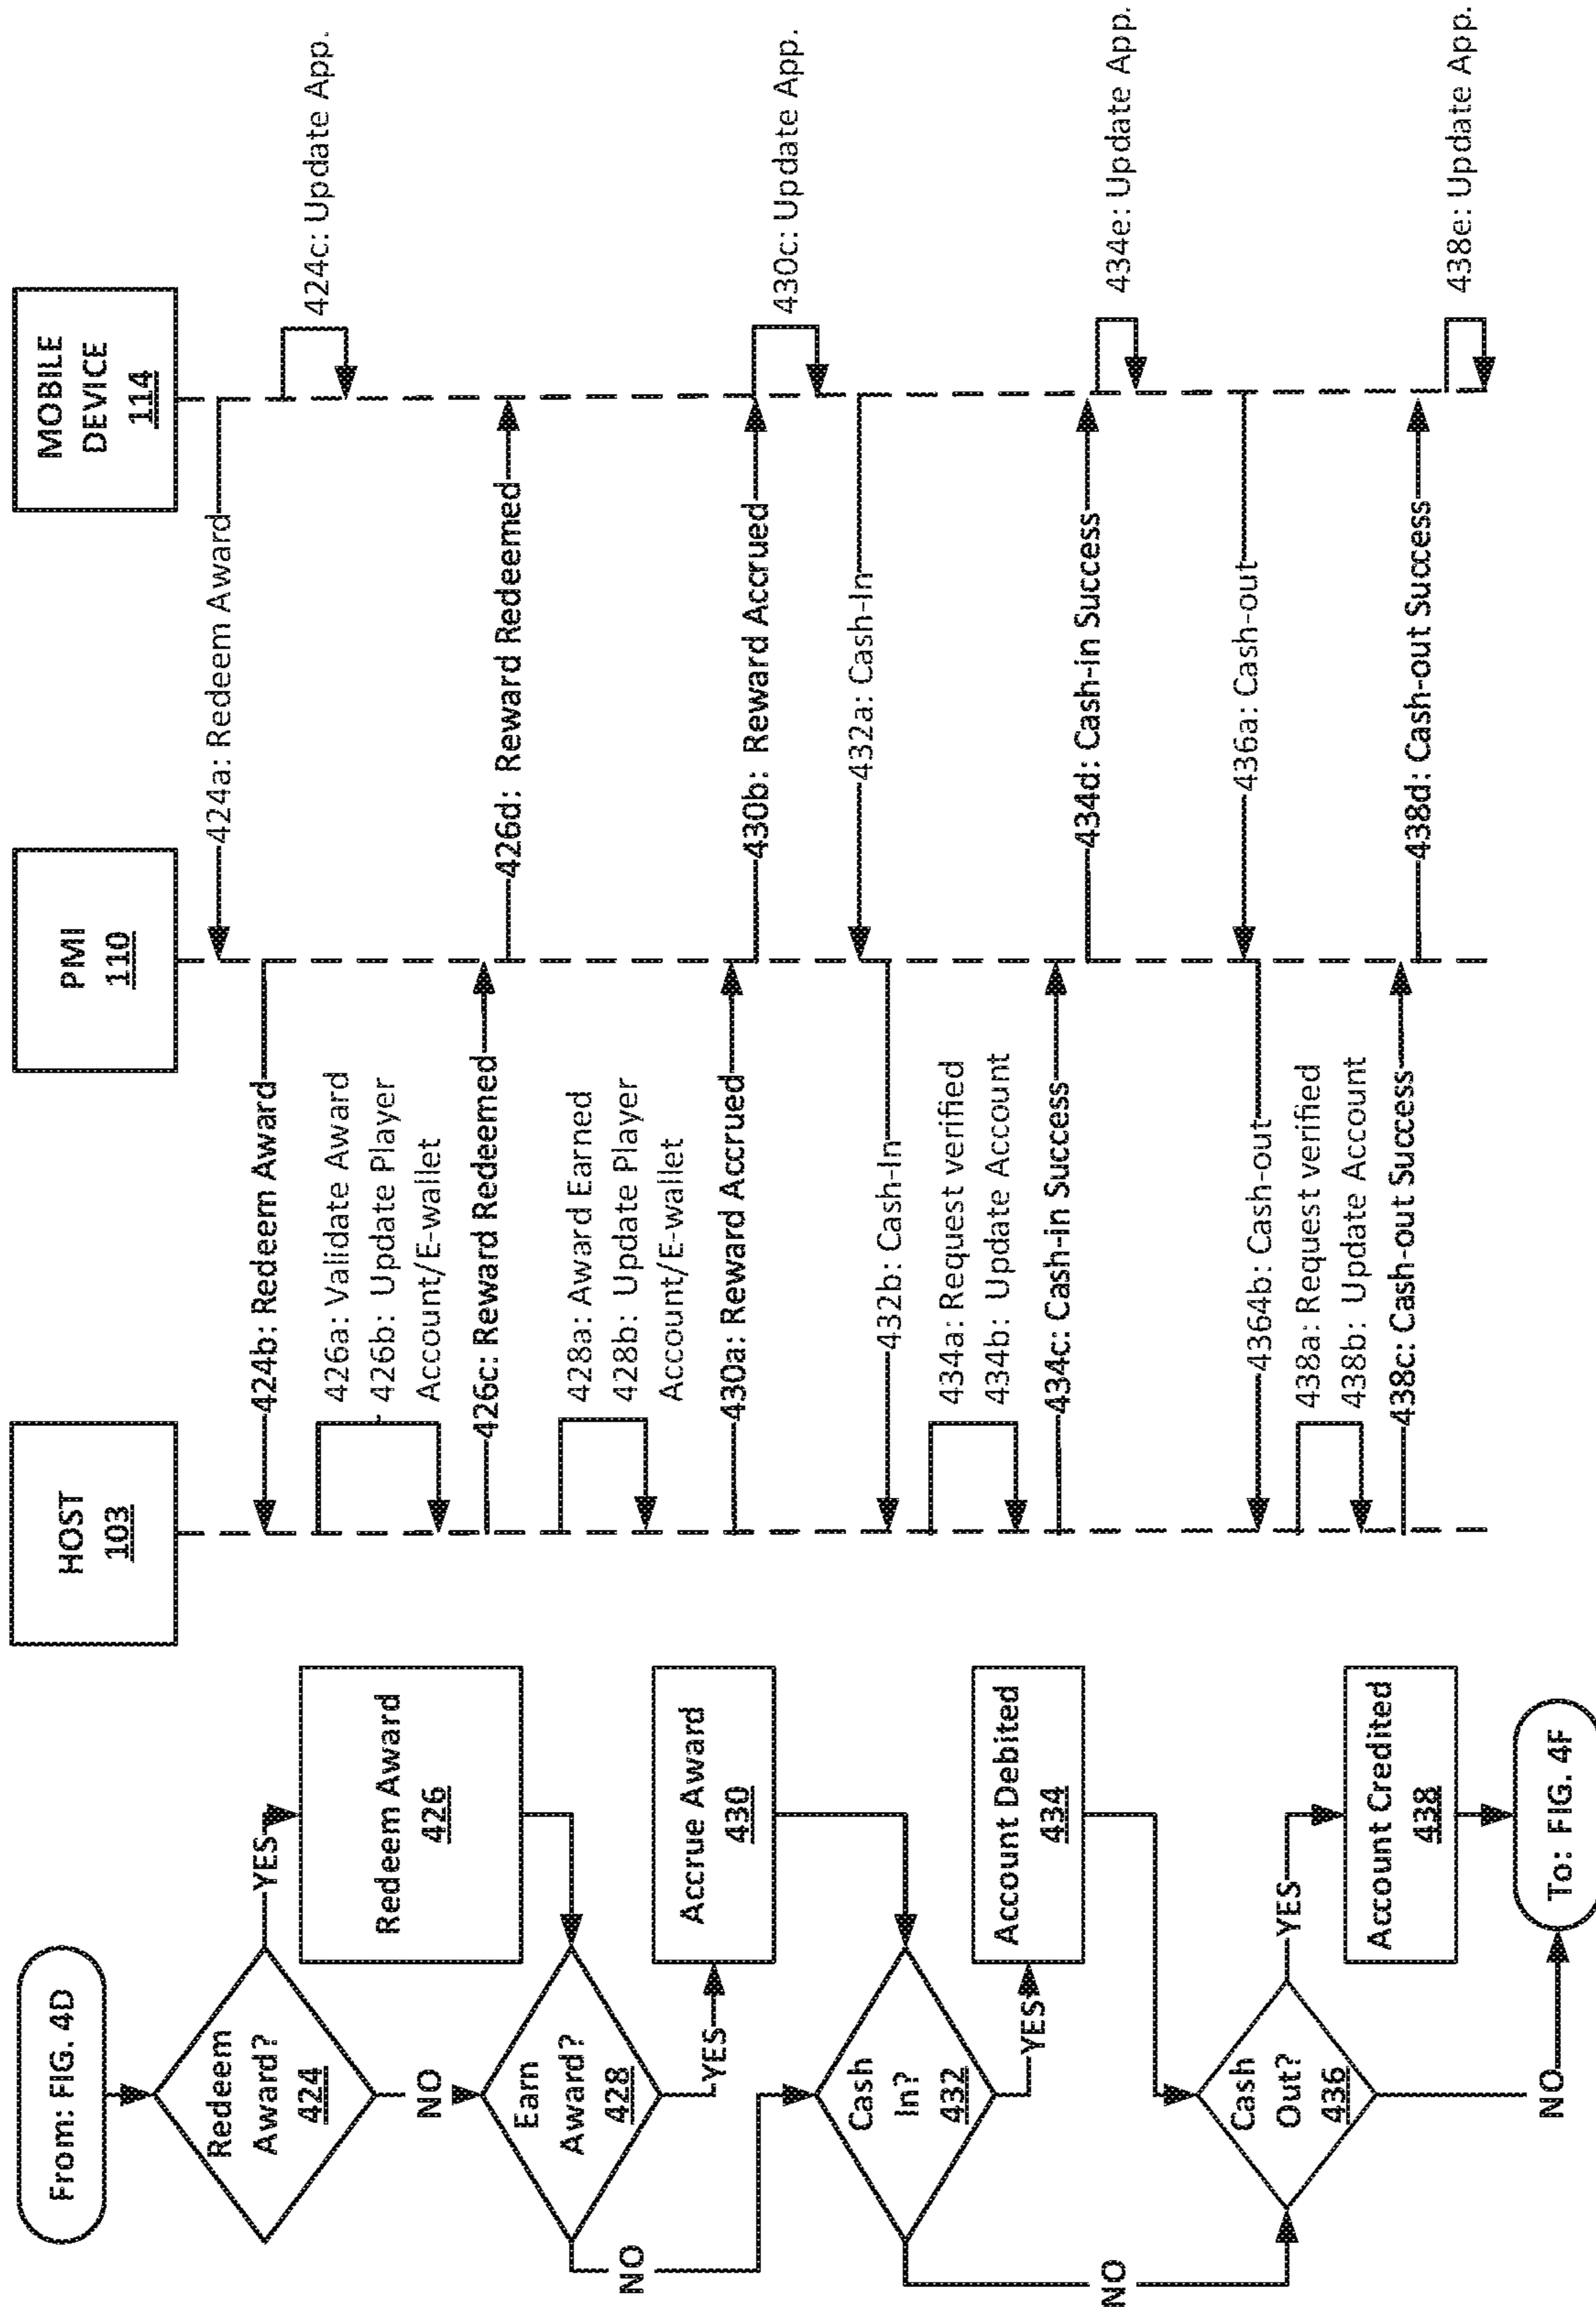 From: FIG. 4D
Redeem
Award?
424
YES
Redeem Award
426
NO
Earn
Award?
428
YES
Accrue Award
430
NO
Cash
In?
432
YES
Account Debited
434
NO
Cash
Out?
436
YES
Account Credited
438
NO
To: FIG. 4F
HOST
103
PMI
110
MOBILE
DEVICE
114
424a: Redeem Award
424b: Redeem Award
424c: Update App.
426a: Validate Award
426b: Update Player
Account/E-wallet
426c: Reward Redeemed
426d: Reward Redeemed
428a: Award Earned
428b: Update Player
Account/E-wallet
430a: Reward Accrued
430b: Reward Accrued
430c: Update App.
432a: Cash-In
432b: Cash-In
434a: Request verified
434b: Update Account
434c: Cash-in Success
434d: Cash-in Success
434e: Update App.
436a: Cash-out
4364b: Cash-out
438a: Request verified
438b: Update Account
438c: Cash-out Success
438d: Cash-out Success
438e: Update App.